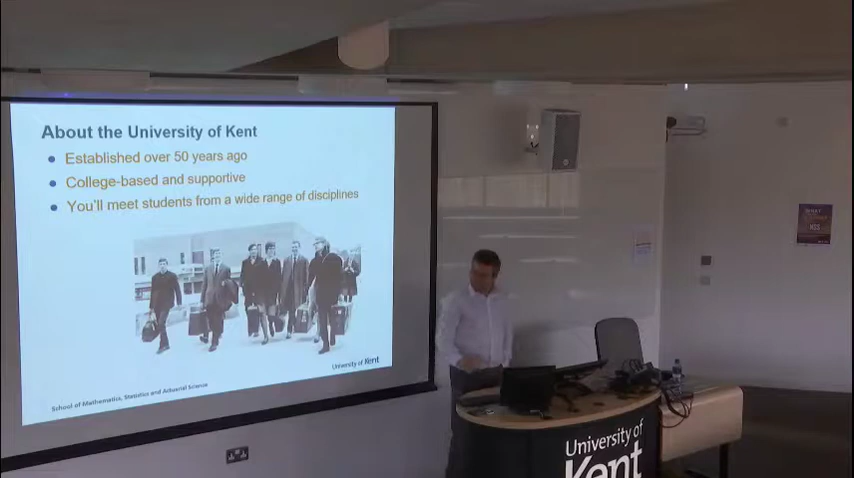 About the University of Kent
Established over 50 years ago
College-based and supportive
You'll meet students from a wide range of disciplines
University of Kent
School of Mathematics, Statistics and Actuarial Science
University of
Kent